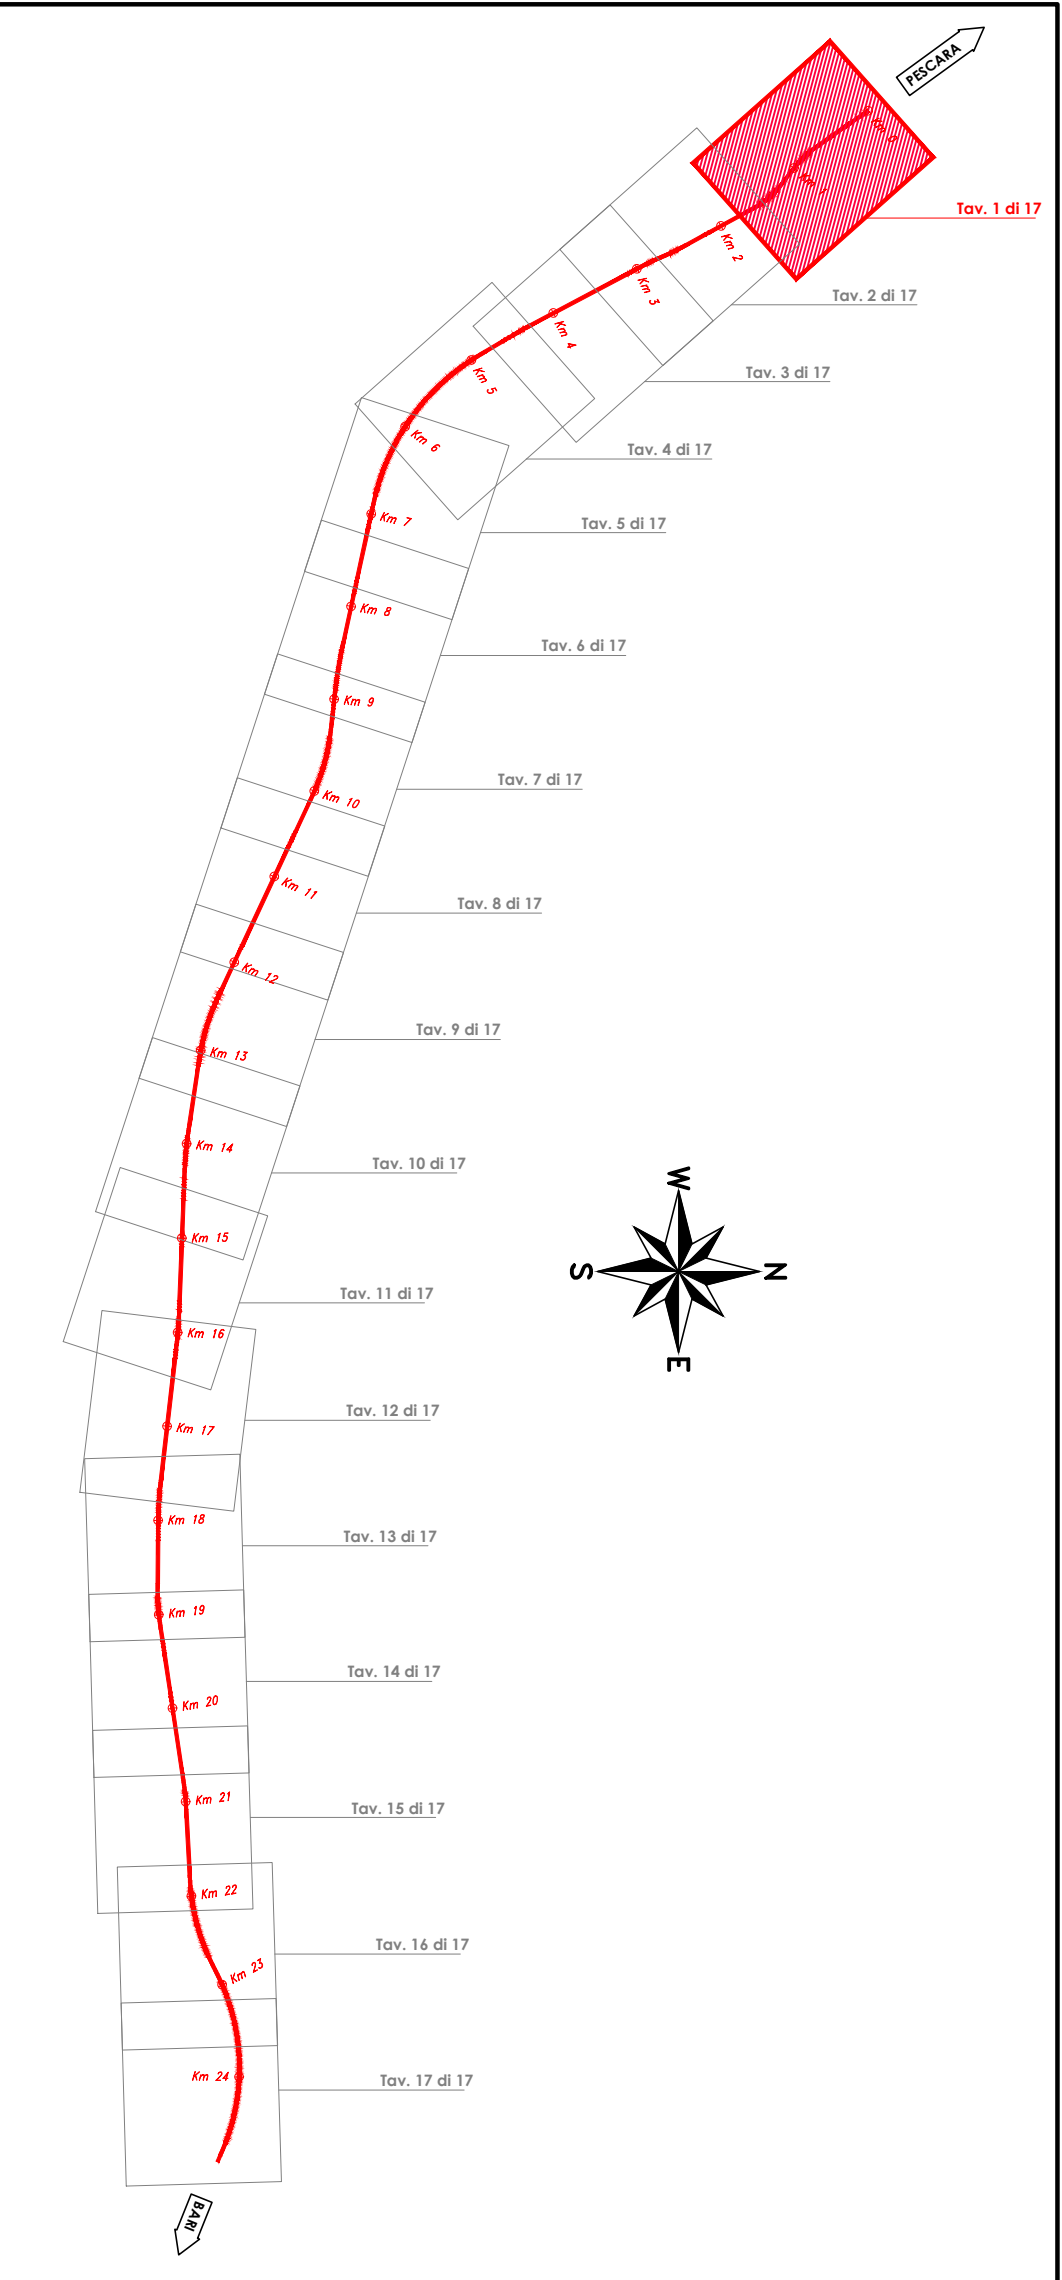 PESCARA
Km 0
Km 1
Tav. 1 di 17
Km 2
Km 3
Tav. 2 di 17
Km 4
Km 5
Tav. 3 di 17
Km 6
Tav. 4 di 17
Km 7
Tav. 5 di 17
Km 8
Tav. 6 di 17
Km 9
Tav. 7 di 17
Km 10
Km 11
Tav. 8 di 17
Km 12
Tav. 9 di 17
Km 13
Km 14
Tav. 10 di 17
W
N
S
E
Km 15
Tav. 11 di 17
Km 16
Tav. 12 di 17
Km 17
Km 18
Tav. 13 di 17
Km 19
Tav. 14 di 17
Km 20
Km 21
Tav. 15 di 17
Km 22
Tav. 16 di 17
Km 23
Km 24
Tav. 17 di 17
BARI